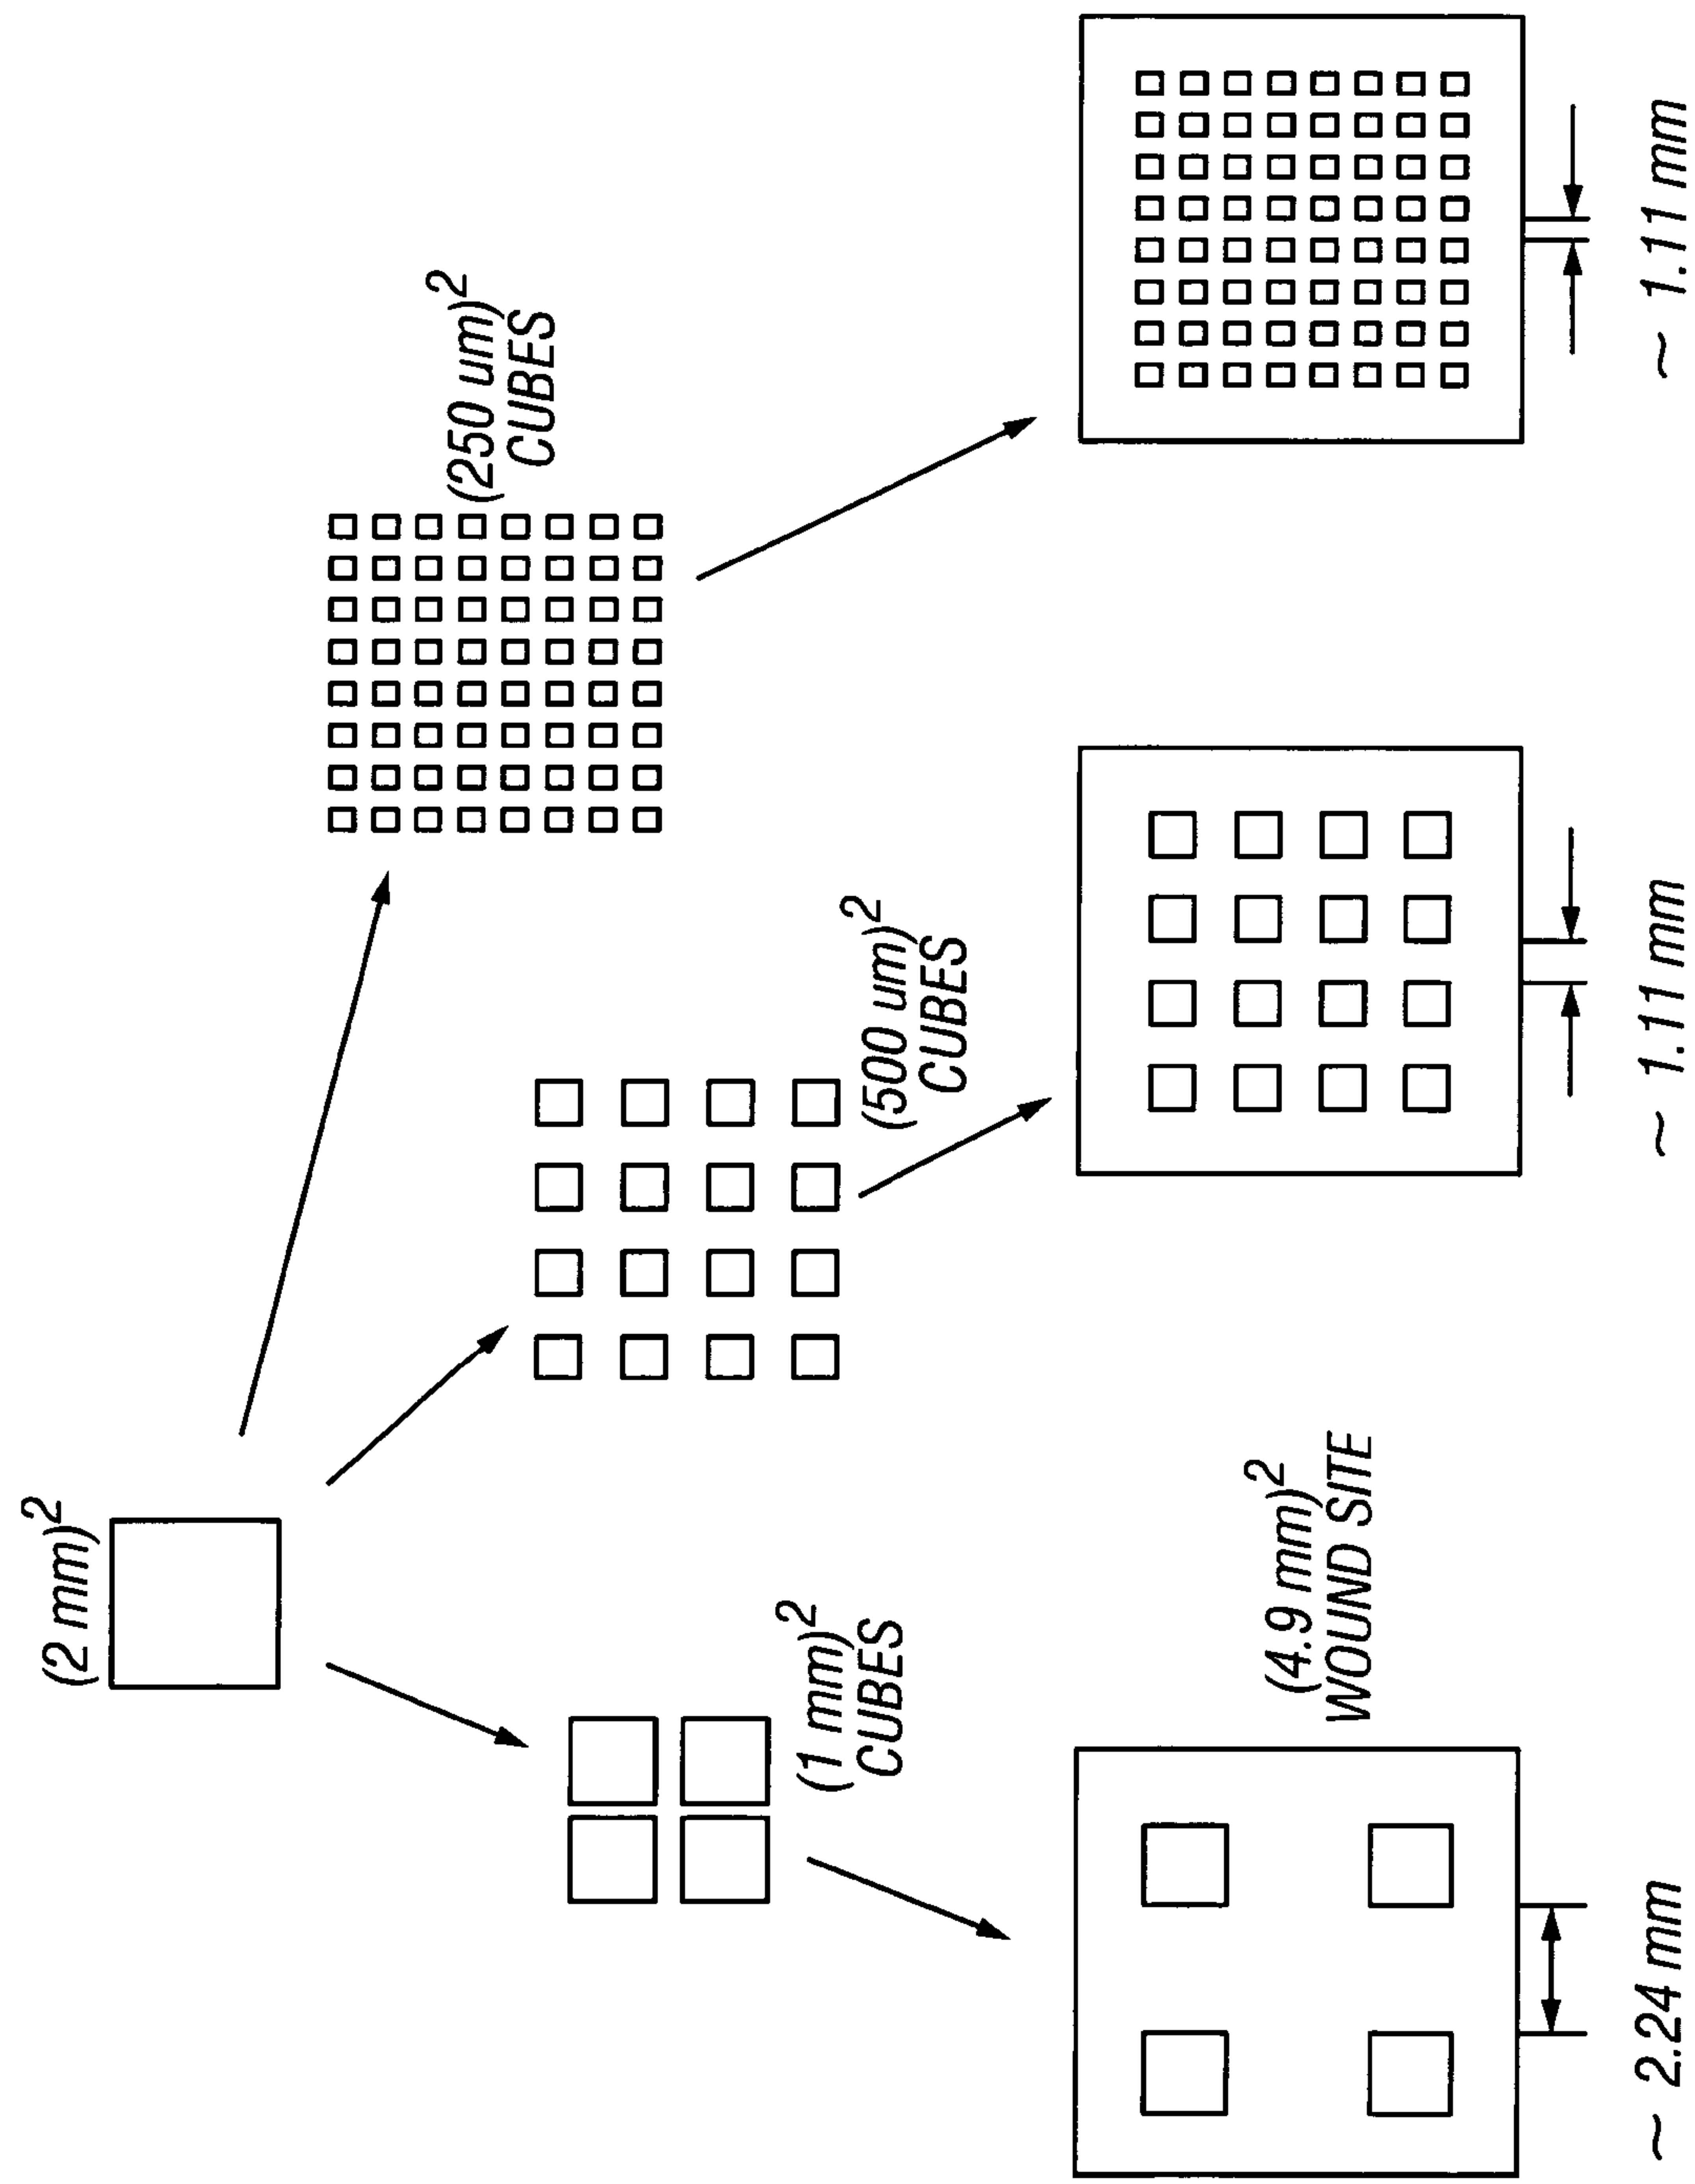 (2 mm)²
(250 um)²
CUBES
(500 um)²
CUBES
(1 mm)²
CUBES
(4.9 mm)²
WOUND SITE
~ 2.24 mm
~ 1.11 mm
~ 1.11 mm